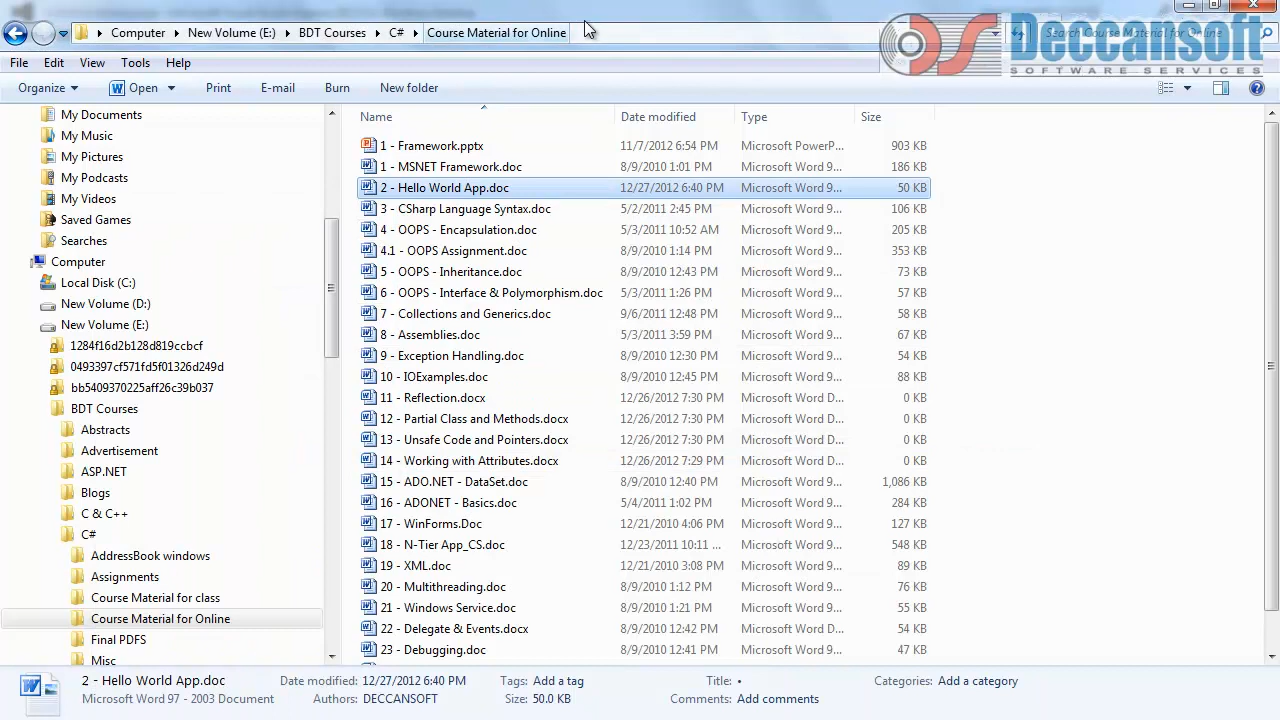 Computer ▸ New Volume (E:) ▸ BDT Courses ▸ C# ▸ Course Material for Online
Search Course Material for Online
Deccansoft
SOFTWARE SERVICES
File Edit View Tools Help
Organize Open Print E-mail Burn New folder
Name Date modified Type Size
My Documents
My Music
My Pictures
My Podcasts
My Videos
Saved Games
Searches
Computer
Local Disk (C:)
New Volume (D:)
New Volume (E:)
1284f16d2b128d819ccbcf
0493397cf571fd5f01326d249d
bb5409370225aff26c39b037
BDT Courses
Abstracts
Advertisement
ASP.NET
Blogs
C & C++
C#
AddressBook windows
Assignments
Course Material for class
Course Material for Online
Final PDFS
Misc
1 - Framework.pptx 11/7/2012 6:54 PM Microsoft PowerP... 903 KB
1 - MSNET Framework.doc 8/9/2010 1:01 PM Microsoft Word 9... 186 KB
2 - Hello World App.doc 12/27/2012 6:40 PM Microsoft Word 9... 50 KB
3 - CSharp Language Syntax.doc 5/2/2011 2:45 PM Microsoft Word 9... 106 KB
4 - OOPS - Encapsulation.doc 5/3/2011 10:52 AM Microsoft Word 9... 205 KB
4.1 - OOPS Assignment.doc 8/9/2010 1:14 PM Microsoft Word 9... 353 KB
5 - OOPS - Inheritance.doc 8/9/2010 12:43 PM Microsoft Word 9... 73 KB
6 - OOPS - Interface & Polymorphism.doc 5/3/2011 1:26 PM Microsoft Word 9... 57 KB
7 - Collections and Generics.doc 9/6/2011 12:48 PM Microsoft Word 9... 58 KB
8 - Assemblies.doc 5/3/2011 3:59 PM Microsoft Word 9... 67 KB
9 - Exception Handling.doc 8/9/2010 12:30 PM Microsoft Word 9... 54 KB
10 - IOExamples.doc 8/9/2010 12:45 PM Microsoft Word 9... 88 KB
11 - Reflection.docx 12/26/2012 7:30 PM Microsoft Word D... 0 KB
12 - Partial Class and Methods.docx 12/26/2012 7:30 PM Microsoft Word D... 0 KB
13 - Unsafe Code and Pointers.docx 12/26/2012 7:30 PM Microsoft Word D... 0 KB
14 - Working with Attributes.docx 12/26/2012 7:29 PM Microsoft Word D... 0 KB
15 - ADO.NET - DataSet.doc 8/9/2010 12:40 PM Microsoft Word 9... 1,086 KB
16 - ADONET - Basics.doc 5/4/2011 1:02 PM Microsoft Word 9... 284 KB
17 - WinForms.Doc 12/21/2010 4:06 PM Microsoft Word 9... 127 KB
18 - N-Tier App_CS.doc 12/23/2011 10:11 ... Microsoft Word 9... 548 KB
19 - XML.doc 12/21/2010 3:08 PM Microsoft Word 9... 89 KB
20 - Multithreading.doc 8/9/2010 1:12 PM Microsoft Word 9... 76 KB
21 - Windows Service.doc 8/9/2010 1:21 PM Microsoft Word 9... 55 KB
22 - Delegate & Events.docx 8/9/2010 12:42 PM Microsoft Word D... 54 KB
23 - Debugging.doc 8/9/2010 12:41 PM Microsoft Word 9... 47 KB
2 - Hello World App.doc Date modified: 12/27/2012 6:40 PM Tags: Add a tag Title: • Categories: Add a category
Microsoft Word 97 - 2003 Document Authors: DECCANSOFT Size: 50.0 KB Comments: Add comments